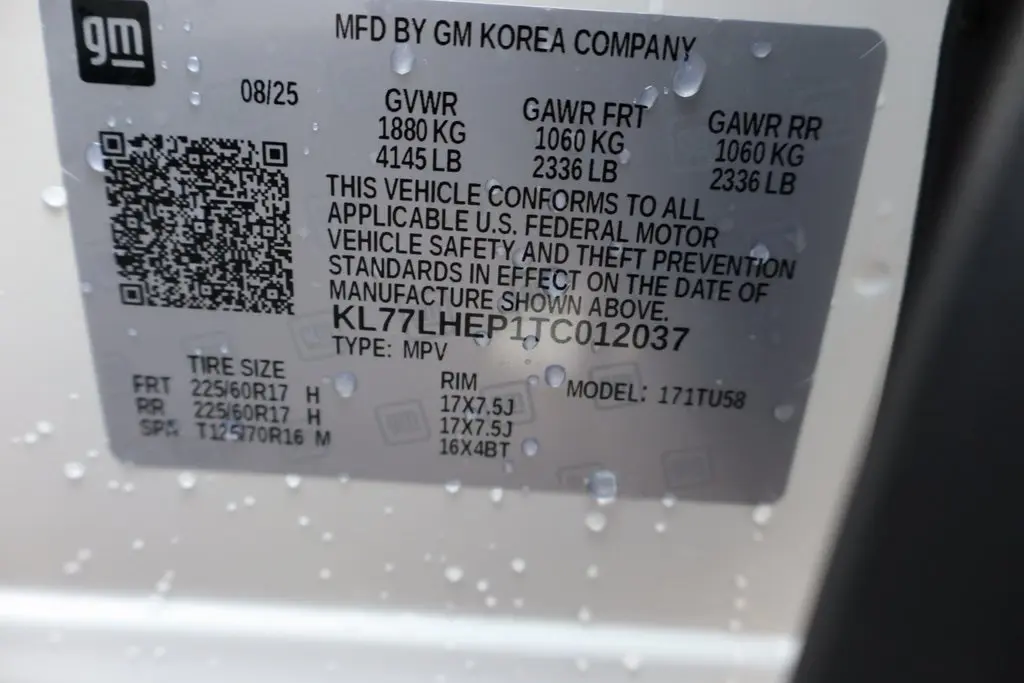 gm
MFD BY GM KOREA COMPANY
08/25
GVWR
1880 KG
4145 LB
GAWR FRT
1060 KG
2336 LB
GAWR RR
1060 KG
2336 LB
THIS VEHICLE CONFORMS TO ALL
APPLICABLE U.S. FEDERAL MOTOR
VEHICLE SAFETY AND THEFT PREVENTION
STANDARDS IN EFFECT ON THE DATE OF
MANUFACTURE SHOWN ABOVE.
KL77LHEP1TC012037
TYPE: MPV
TIRE SIZE
FRT 225/60R17 H
RR 225/60R17 H
SPR T125/70R16 M
RIM
17X7.5J
17X7.5J
16X4BT
MODEL: 171TU58